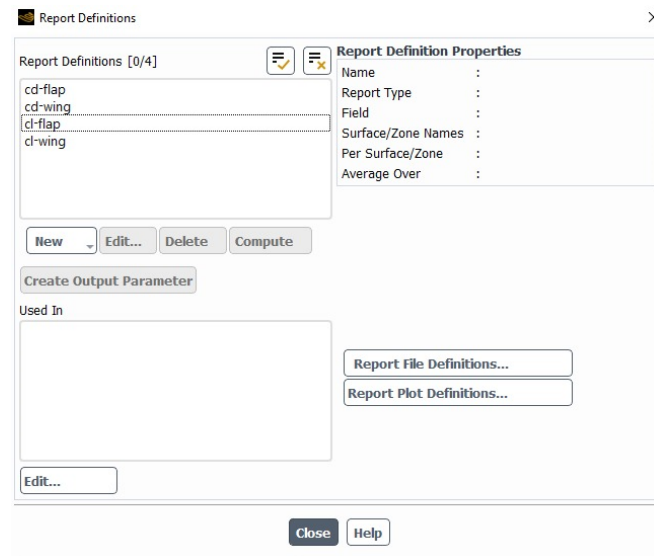 Report Definitions
Report Definitions [0/4]
cd-flap
cd-wing
cl-flap
cl-wing
New
Edit...
Delete
Compute
Create Output Parameter
Used In
Edit...
Report Definition Properties
Name :
Report Type :
Field :
Surface/Zone Names :
Per Surface/Zone :
Average Over :
Report File Definitions...
Report Plot Definitions...
Close
Help